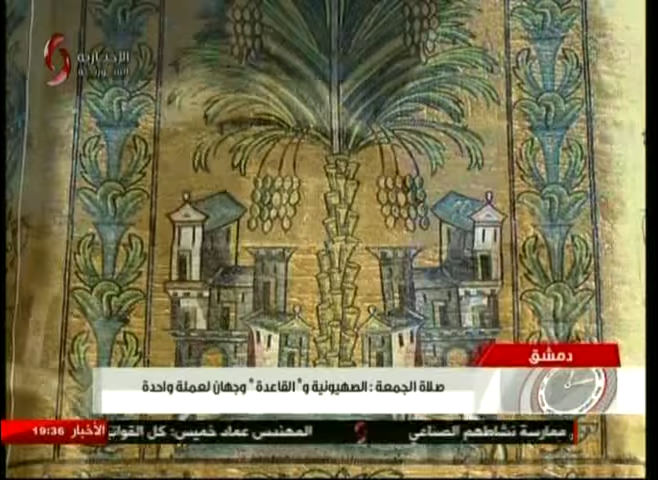 الإخبارية
السورية
دمشق
صلاة الجمعة : الصهيونية و" القاعدة " وجهان لعملة واحدة
ممارسة نشاطهم الصناعي
المهندس عماد خميس: كل القوات
الأخبار 19:36